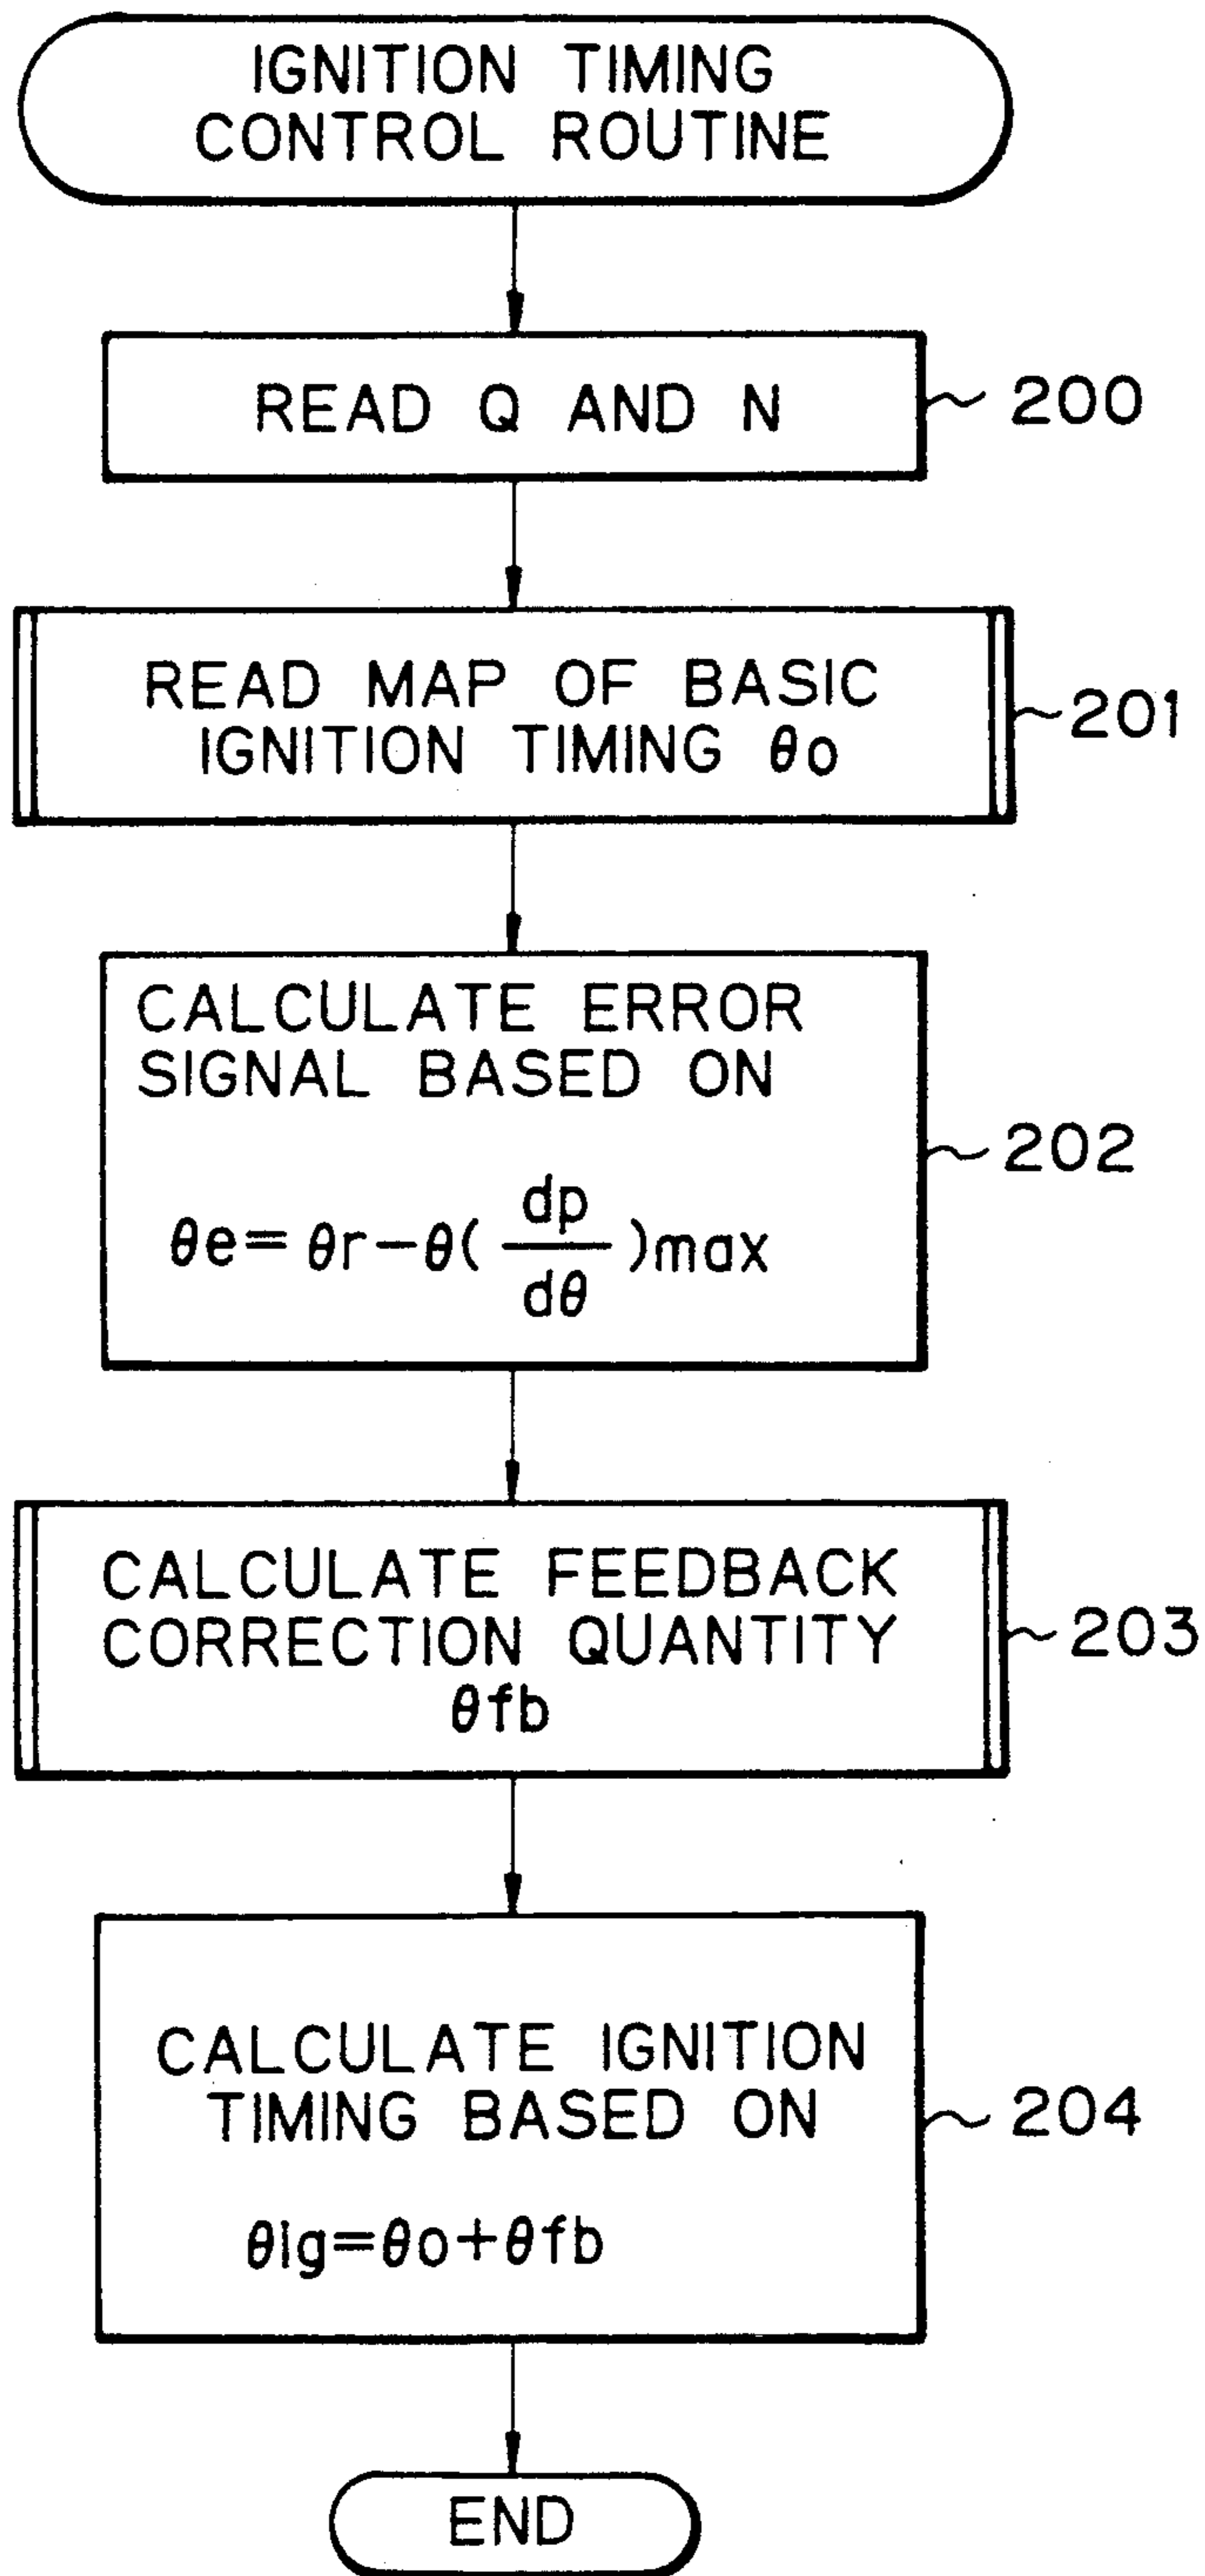 IGNITION TIMING
CONTROL ROUTINE
READ Q AND N
200
READ MAP OF BASIC
IGNITION TIMING θo
201
CALCULATE ERROR
SIGNAL BASED ON
θe=θr-θ(dp/dθ)max
202
CALCULATE FEEDBACK
CORRECTION QUANTITY
θfb
203
CALCULATE IGNITION
TIMING BASED ON
θig=θo+θfb
204
END